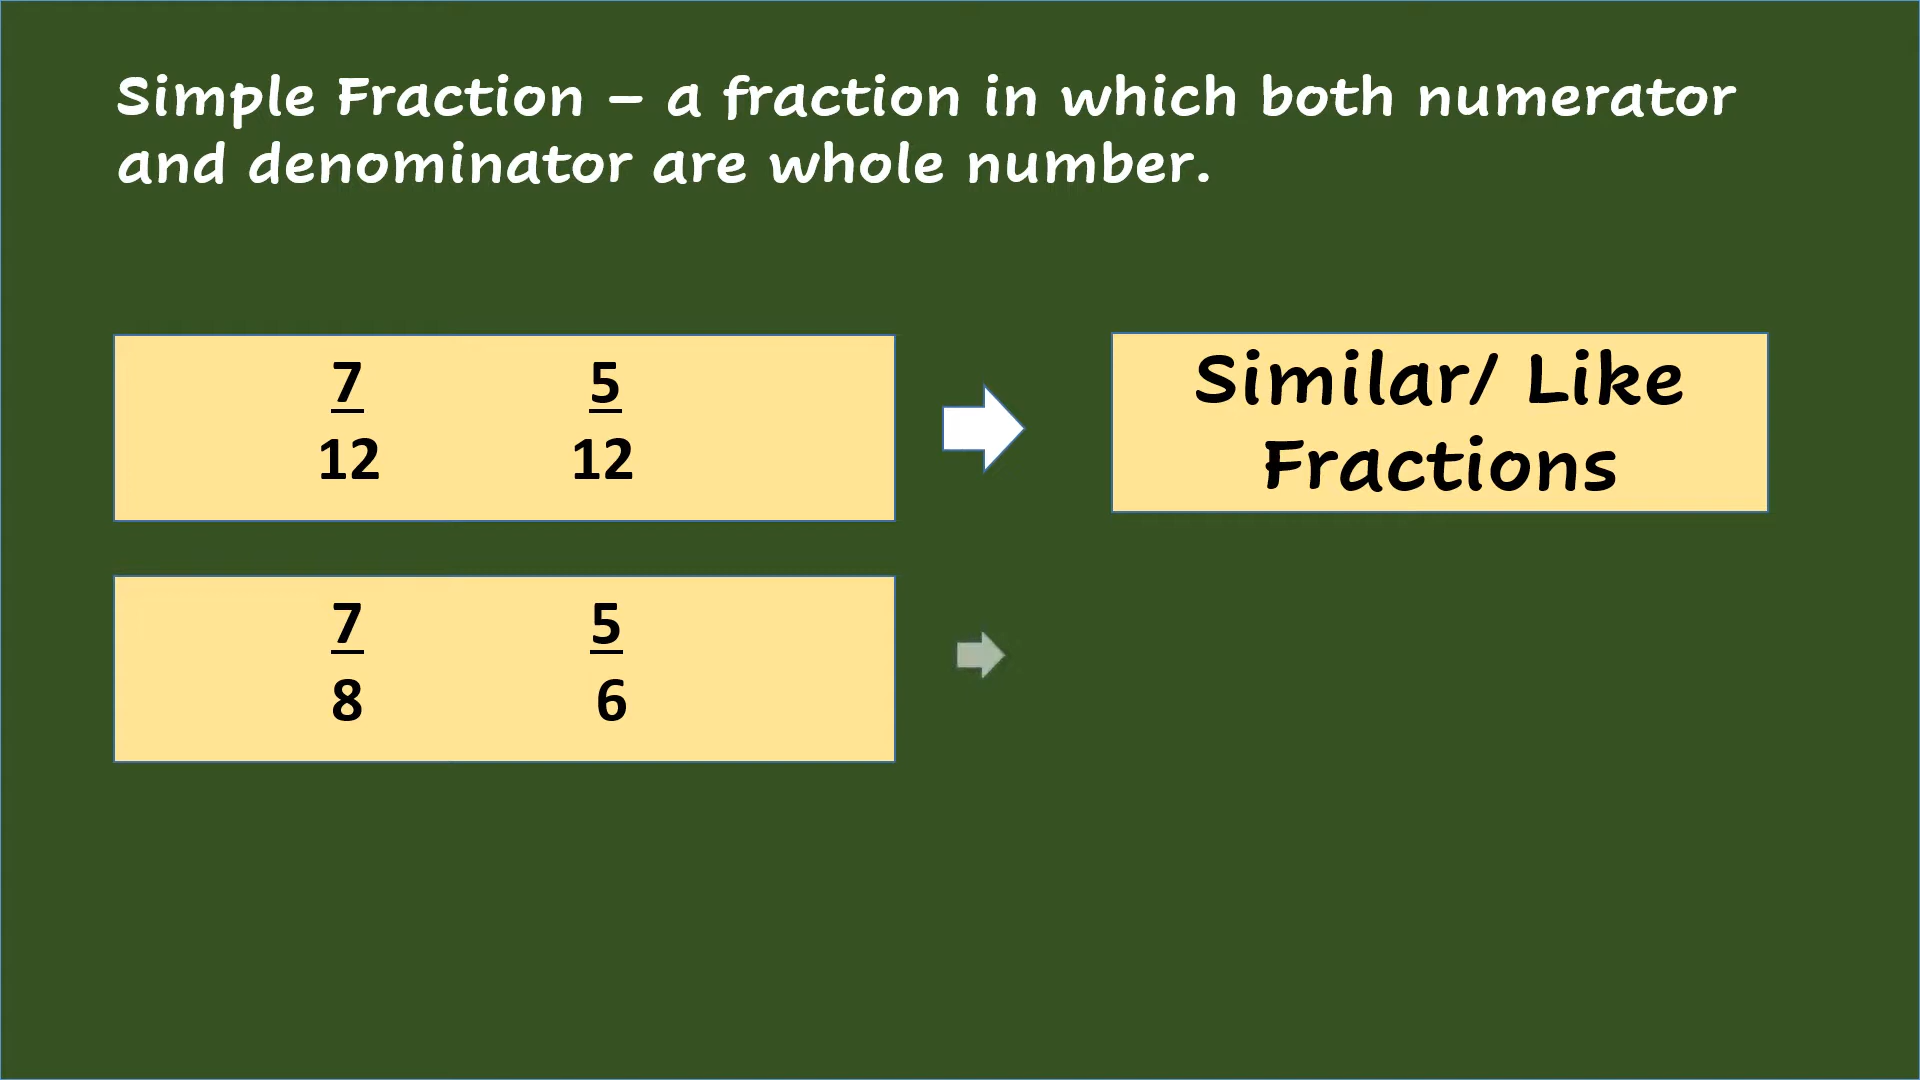 Simple Fraction – a fraction in which both numerator
and denominator are whole number.
7 5
12 12
Similar/ Like
Fractions
7 5
8 6